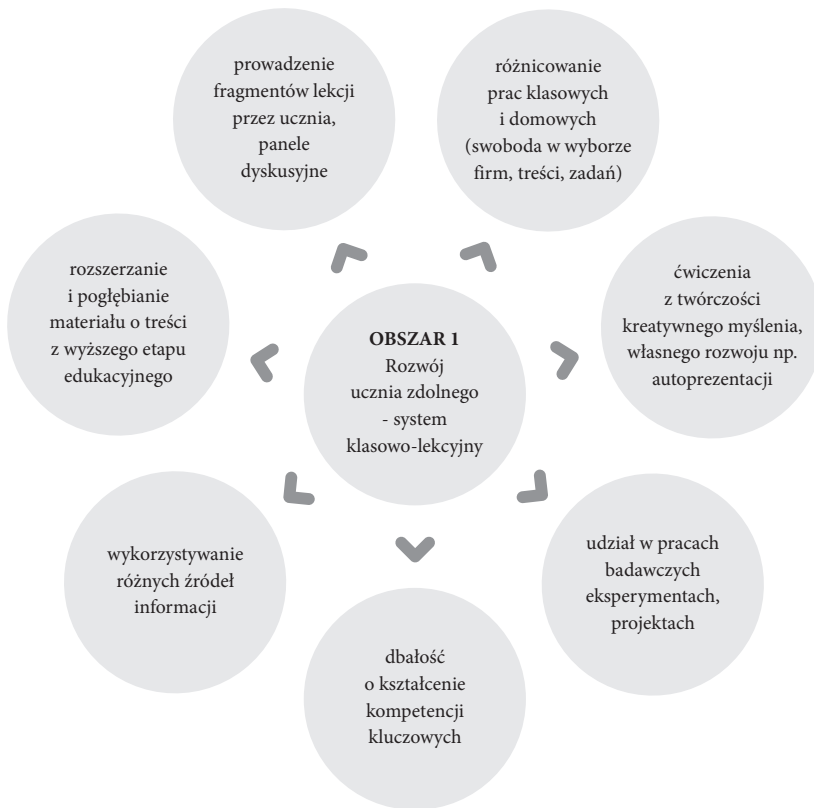 prowadzenie
fragmentów lekcji
przez ucznia,
panele
dyskusyjne
różnicowanie
prac klasowych
i domowych
(swoboda w wyborze
firm, treści, zadań)
rozszerzanie
i pogłębianie
materiału o treści
z wyższego etapu
edukacyjnego
OBSZAR 1
Rozwój
ucznia zdolnego
- system
klasowo-lekcyjny
ćwiczenia
z twórczości
kreatywnego myślenia,
własnego rozwoju np.
autoprezentacji
wykorzystywanie
różnych źródeł
informacji
dbałość
o kształcenie
kompetencji
kluczowych
udział w pracach
badawczych
eksperymentach,
projektach